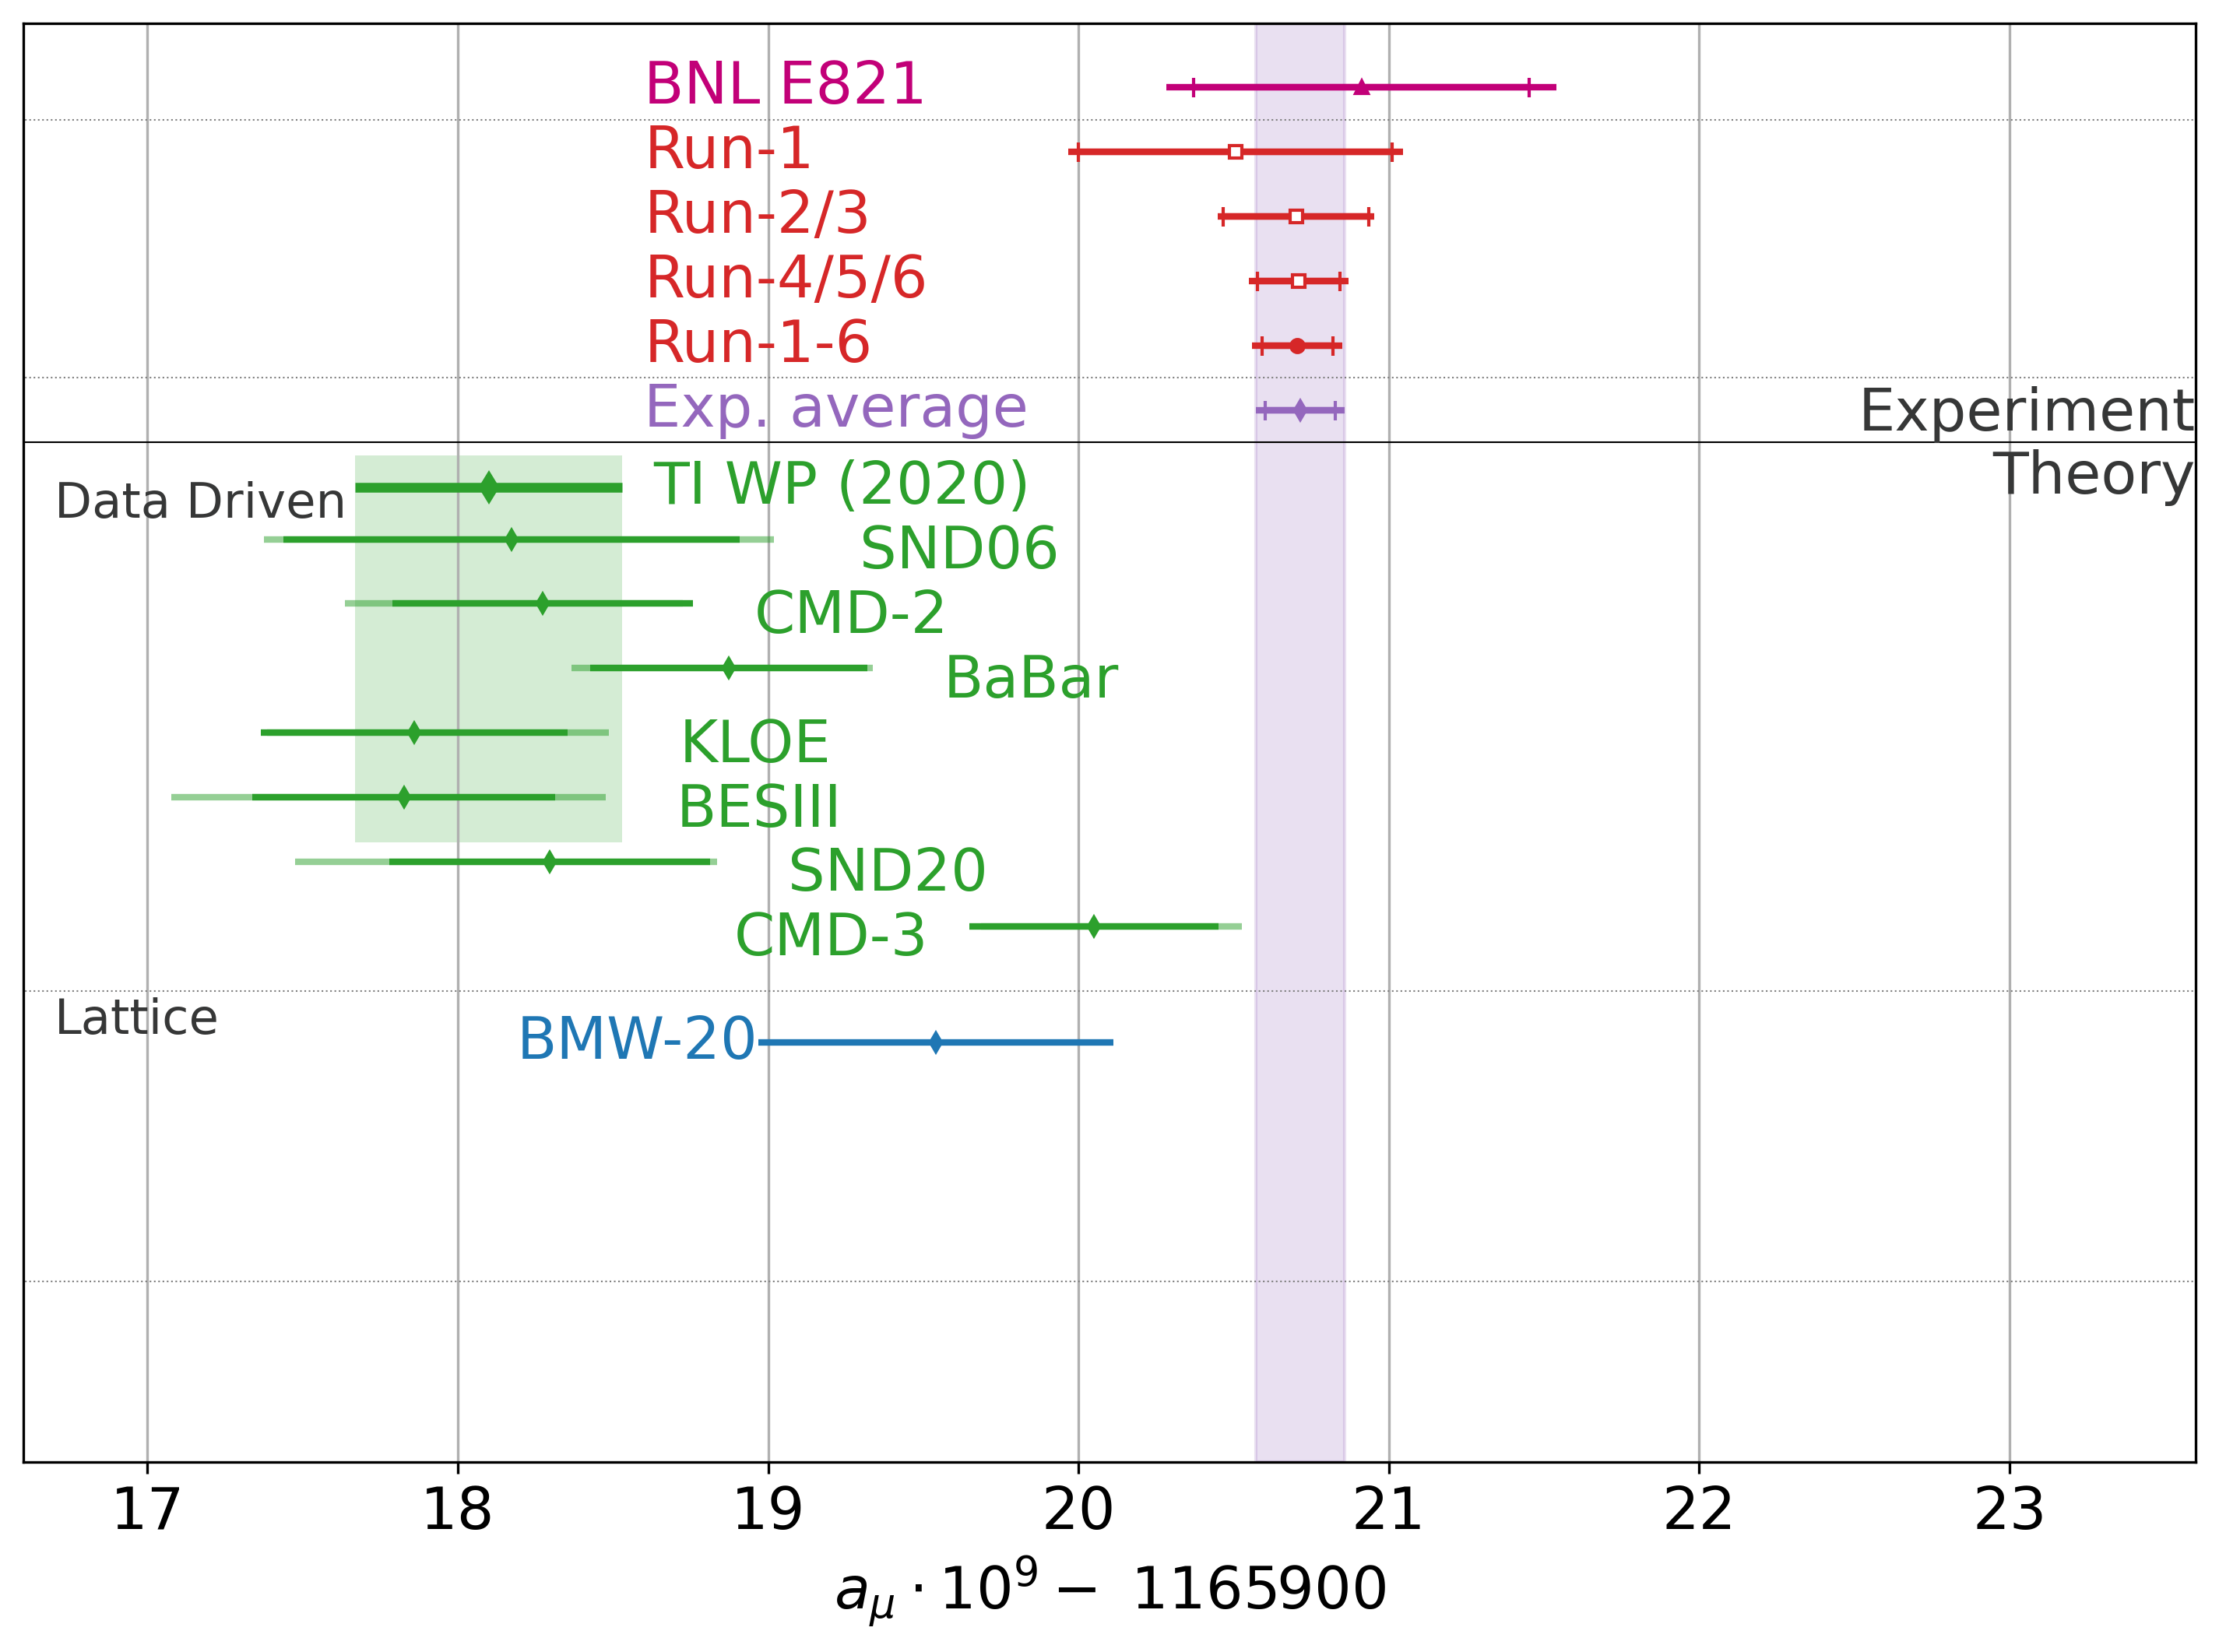 BNL E821
Run-1
Run-2/3
Run-4/5/6
Run-1-6
Exp. average
Experiment
Theory
TI WP (2020)
Data Driven
SND06
CMD-2
BaBar
KLOE
BESIII
SND20
CMD-3
Lattice
BMW-20
17 18 19 20 21 22 23
aμ · 10⁹ − 1165900